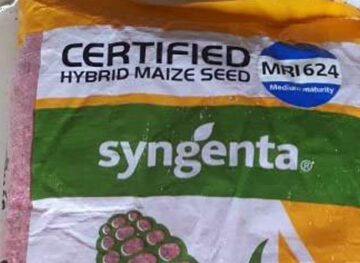 CERTIFIED
HYBRID MAIZE SEED
MRI 624
Medium maturity
syngenta®